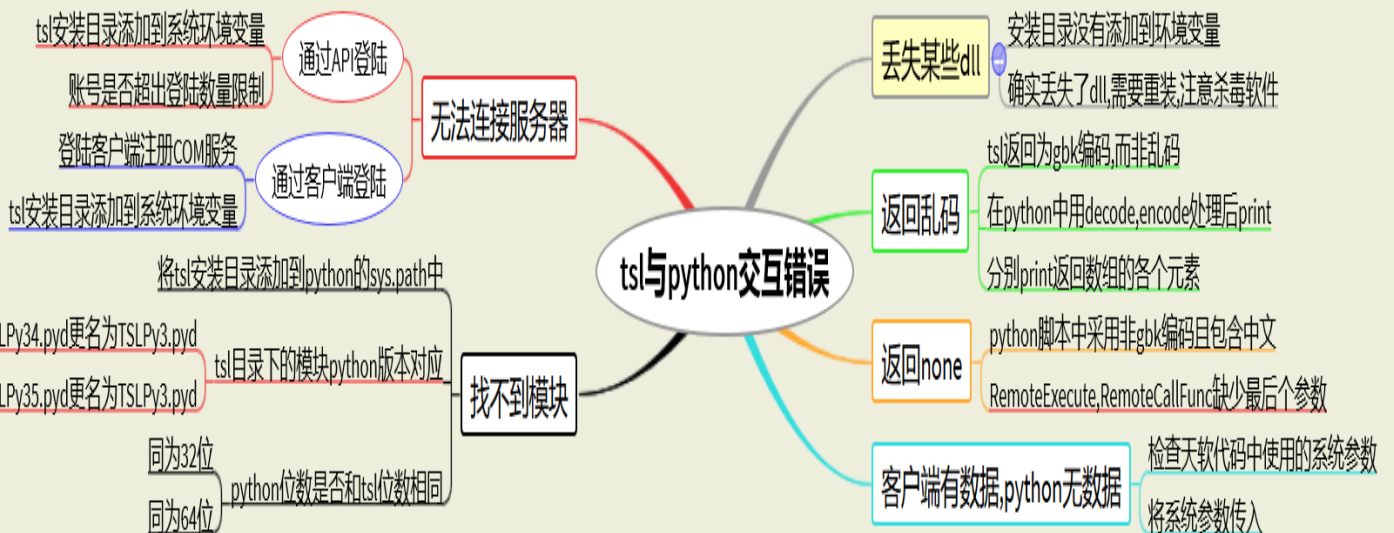 tsl与python交互错误
无法连接服务器
通过API登陆
tsl安装目录添加到系统环境变量
账号是否超出登陆数量限制
通过客户端登陆
登陆客户端注册COM服务
tsl安装目录添加到系统环境变量
找不到模块
将tsl安装目录添加到python的sys.path中
tsl目录下的模块python版本对应
LPy34.pyd更名为TSLPy3.pyd
LPy35.pyd更名为TSLPy3.pyd
python位数是否和tsl位数相同
同为32位
同为64位
丢失某些dll
安装目录没有添加到环境变量
确实丢失了dll,需要重装,注意杀毒软件
返回乱码
tsl返回为gbk编码,而非乱码
在python中用decode,encode处理后print
分别print返回数组的各个元素
返回none
python脚本中采用非gbk编码且包含中文
RemoteExecute,RemoteCallFunc缺少最后个参数
客户端有数据,python无数据
检查天软代码中使用的系统参数
将系统参数传入